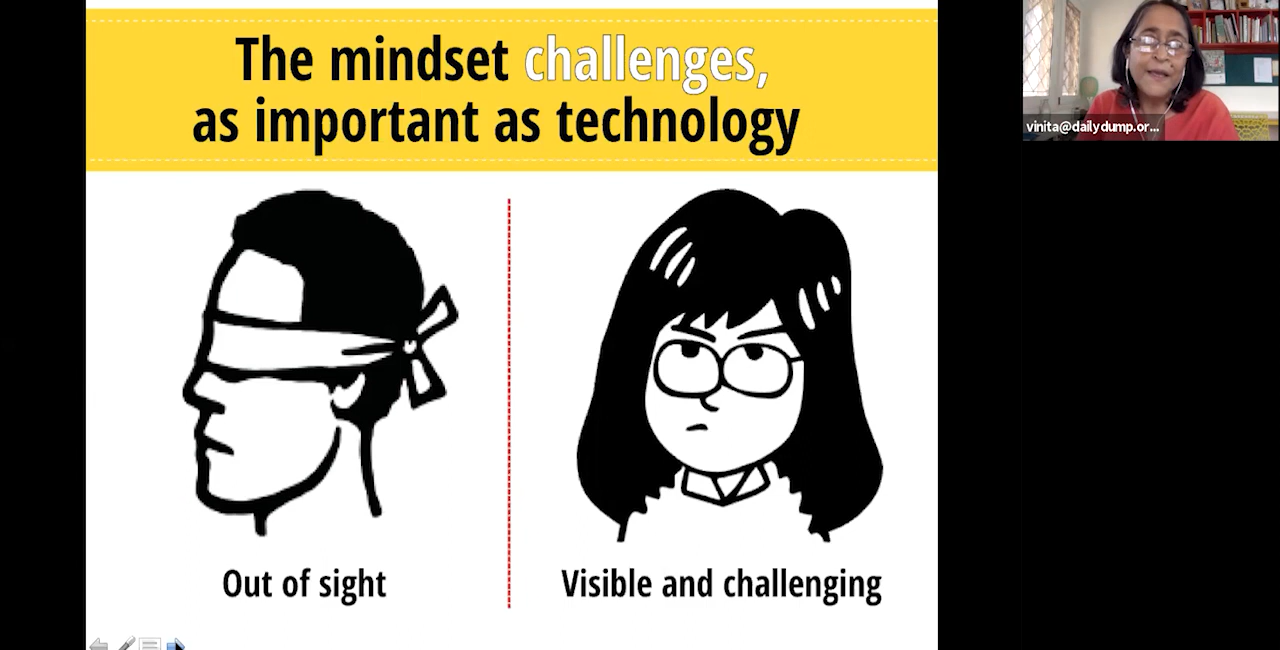 The mindset challenges,
as important as technology
vinita@dailydump.or...
Out of sight
Visible and challenging